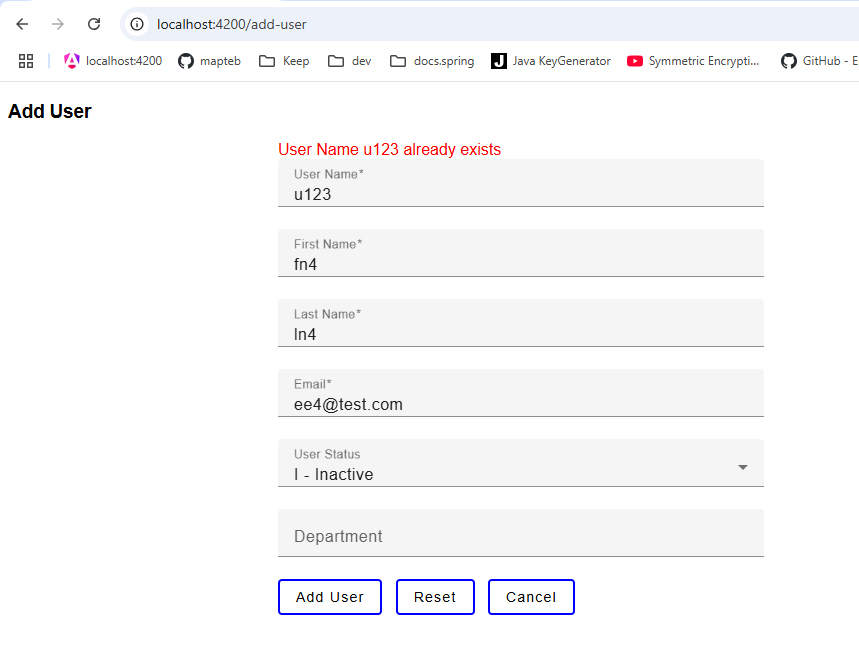 localhost:4200/add-user
localhost:4200 mapteb Keep dev docs.spring Java KeyGenerator Symmetric Encrypti... GitHub - E
Add User
User Name u123 already exists
User Name*
u123
First Name*
fn4
Last Name*
ln4
Email*
ee4@test.com
User Status
I - Inactive
Department
Add User Reset Cancel